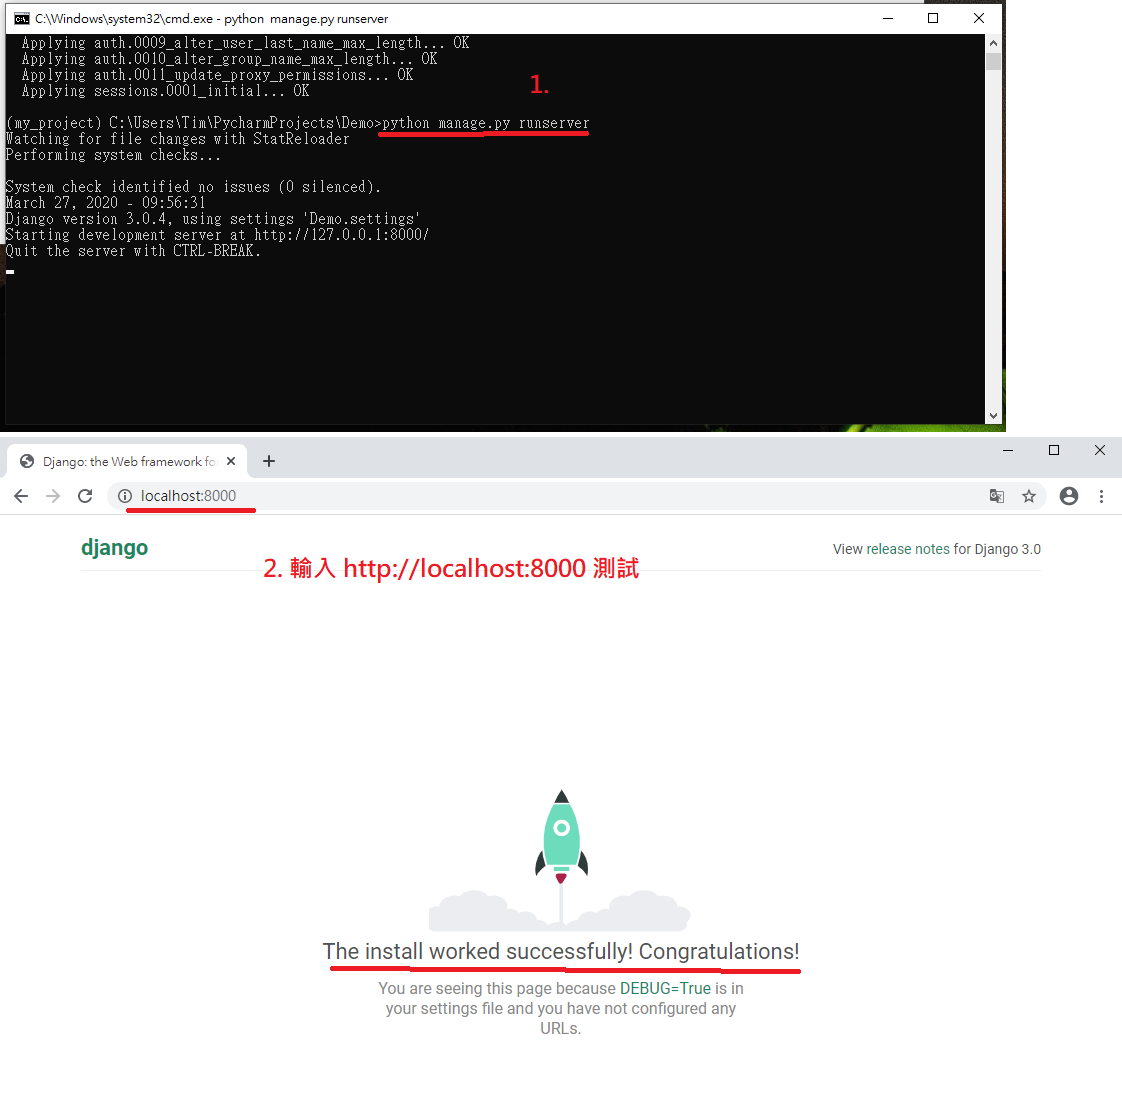 C:\Windows\system32\cmd.exe - python  manage.py runserver
Applying auth.0009_alter_user_last_name_max_length... OK
Applying auth.0010_alter_group_name_max_length... OK
Applying auth.0011_update_proxy_permissions... OK
Applying sessions.0001_initial... OK
1.
(my_project) C:\Users\Tim\PycharmProjects\Demo>python manage.py runserver
Watching for file changes with StatReloader
Performing system checks...
System check identified no issues (0 silenced).
March 27, 2020 - 09:56:31
Django version 3.0.4, using settings 'Demo.settings'
Starting development server at http://127.0.0.1:8000/
Quit the server with CTRL-BREAK.
Django: the Web framework fo
localhost:8000
django
View release notes for Django 3.0
2. 輸入 http://localhost:8000 測試
The install worked successfully! Congratulations!
You are seeing this page because DEBUG=True is in
your settings file and you have not configured any
URLs.